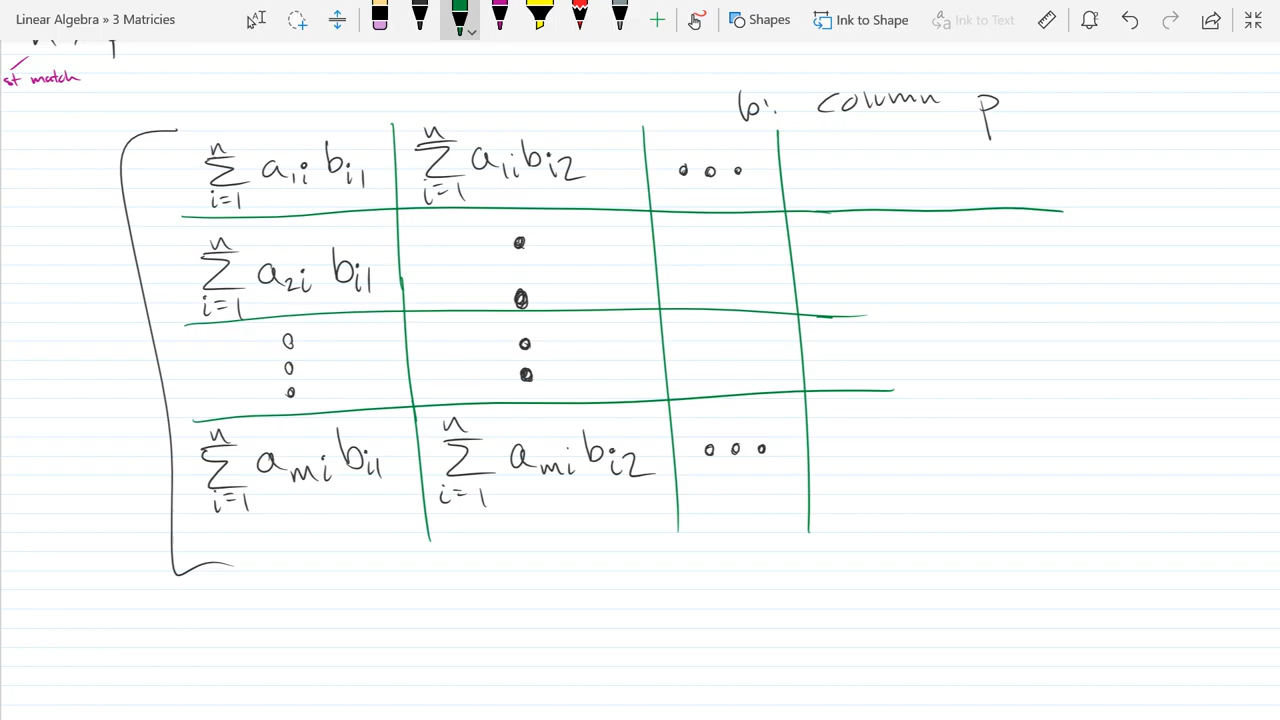 Linear Algebra » 3 Matricies
Shapes
Ink to Shape
Ink to Text
st match
b: column p
n∑i=1 a1i bi1 n∑i=1 a1i bi2 •••
n∑i=1 a2i bi1
n∑i=1 ami bi1 n∑i=1 ami bi2 •••